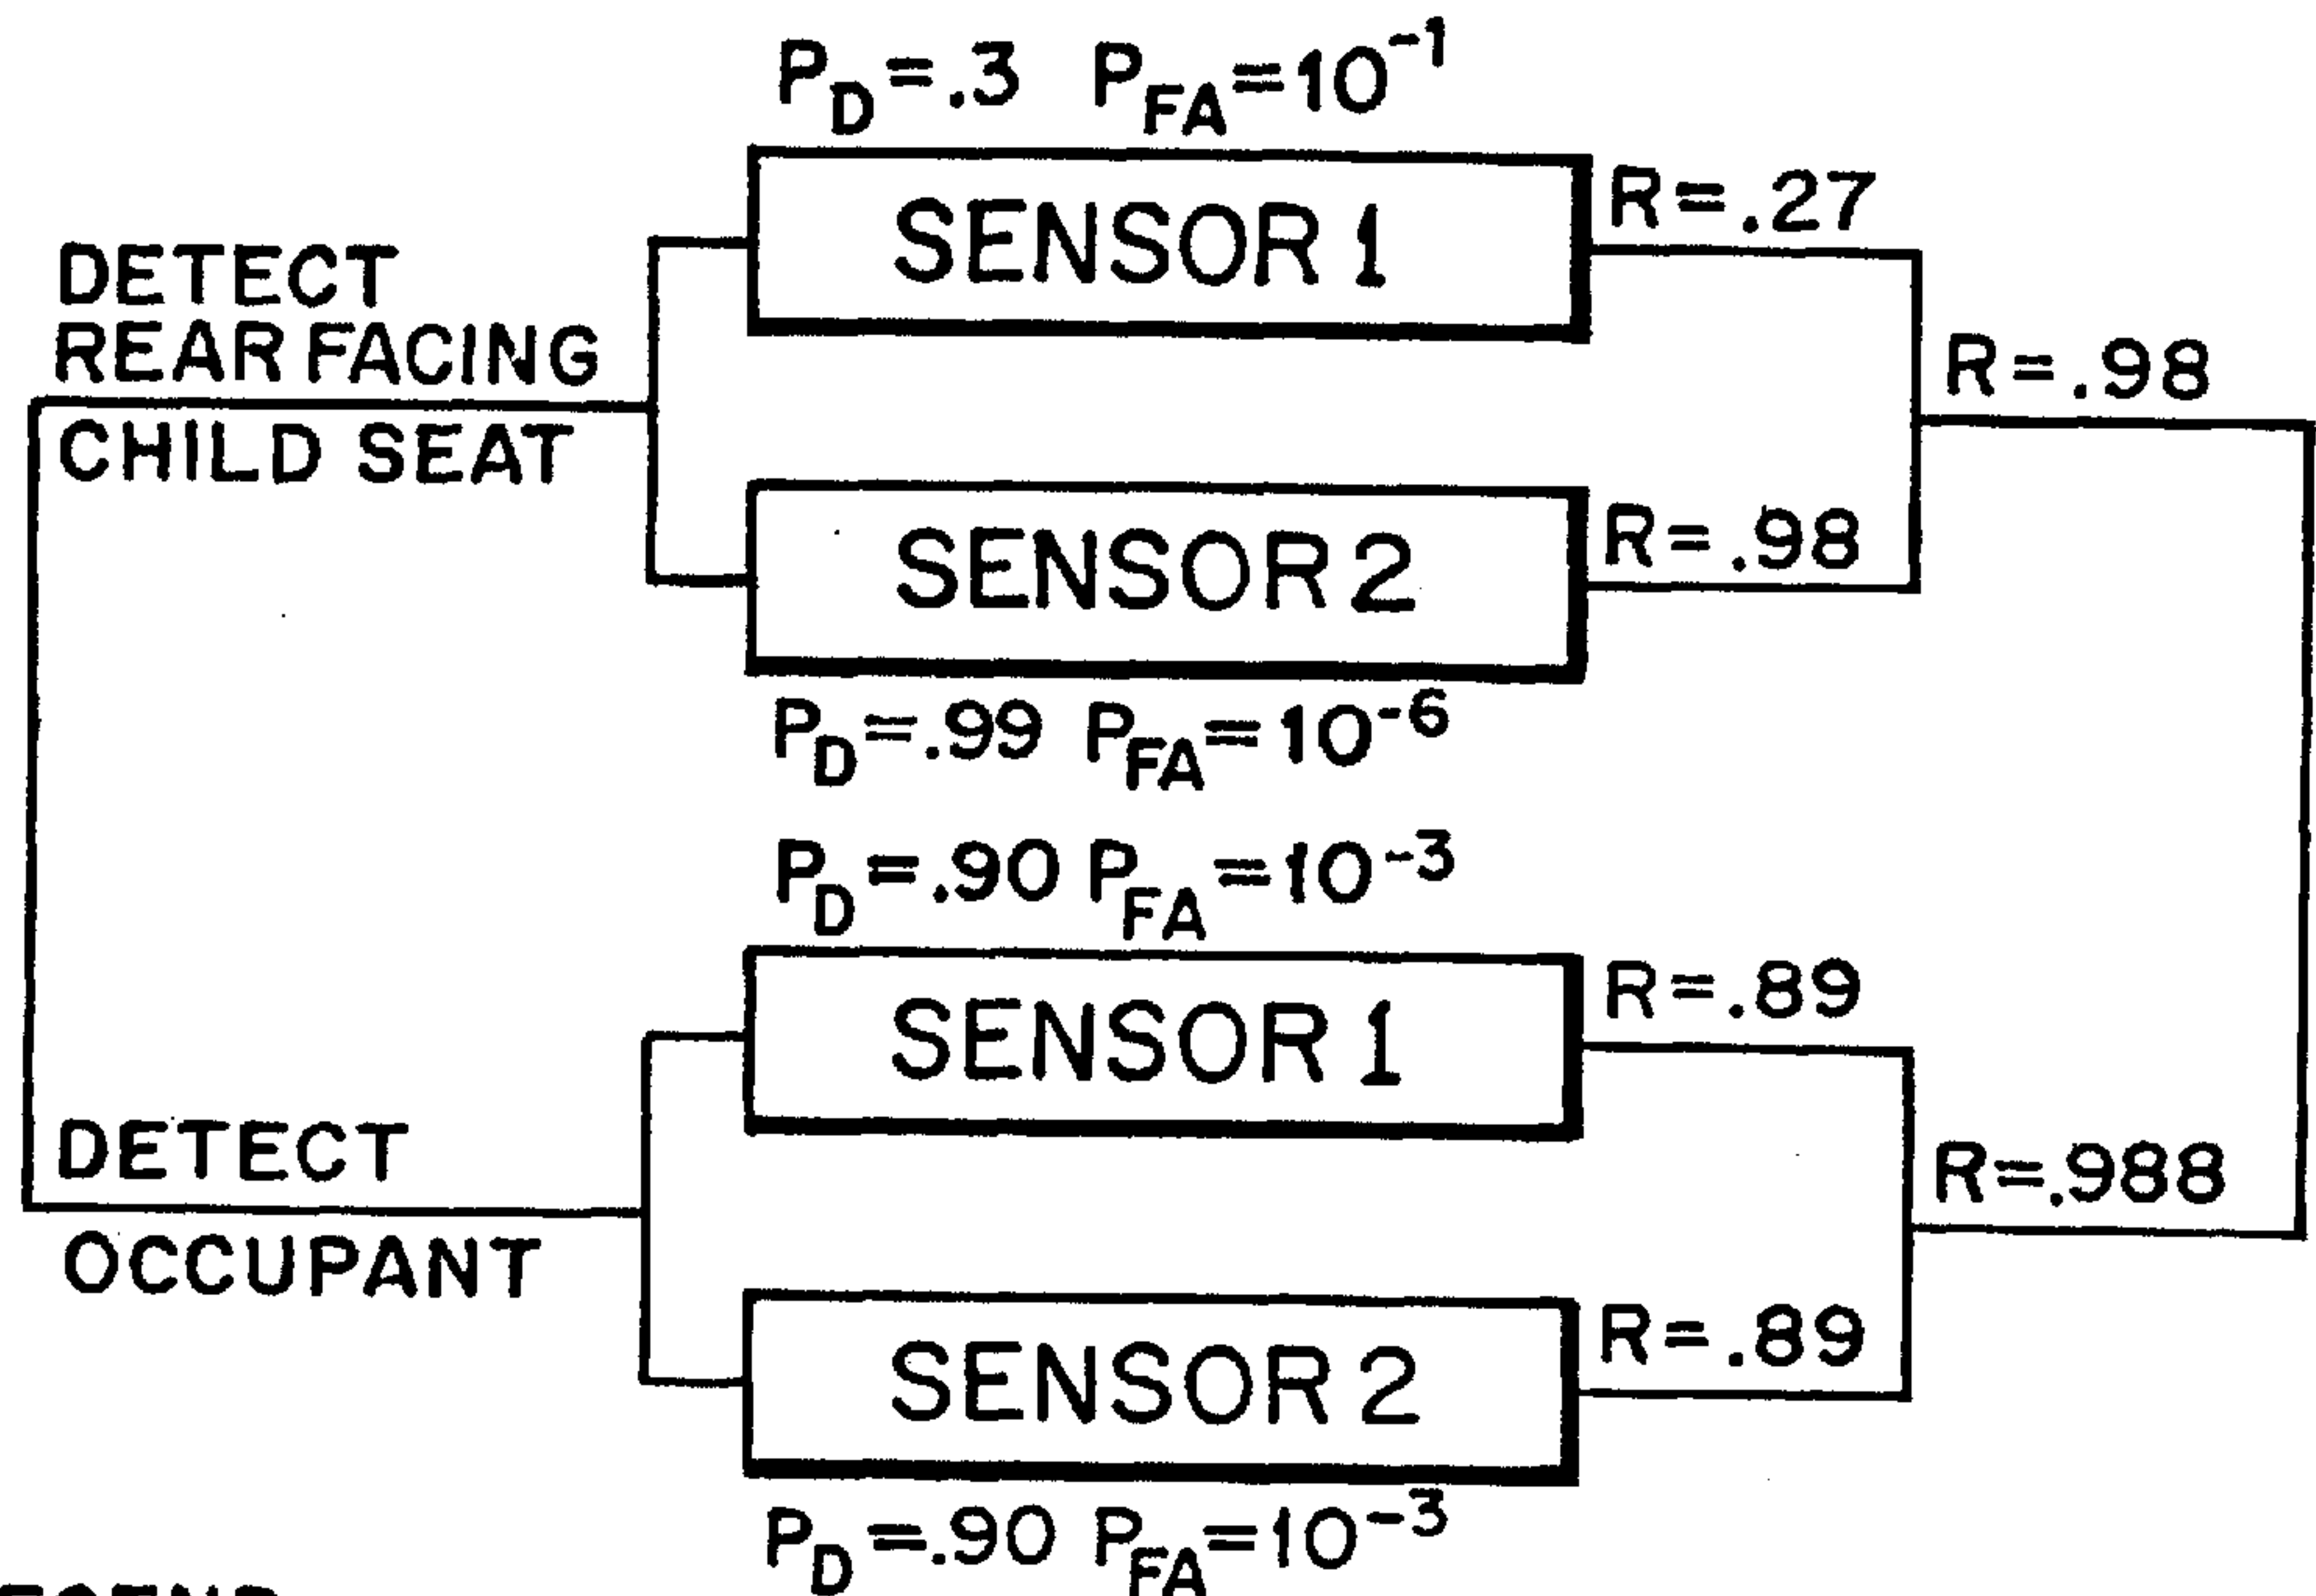 P_D=.3 P_FA=10^-1
SENSOR 1
R=.27
DETECT
REAR FACING
CHILD SEAT
R=.98
SENSOR 2
R=.98
P_D=.99 P_FA=10^-6
P_D=.90 P_FA=10^-3
SENSOR 1
R=.89
DETECT
OCCUPANT
R=.988
SENSOR 2
R=.89
P_D=.90 P_FA=10^-3